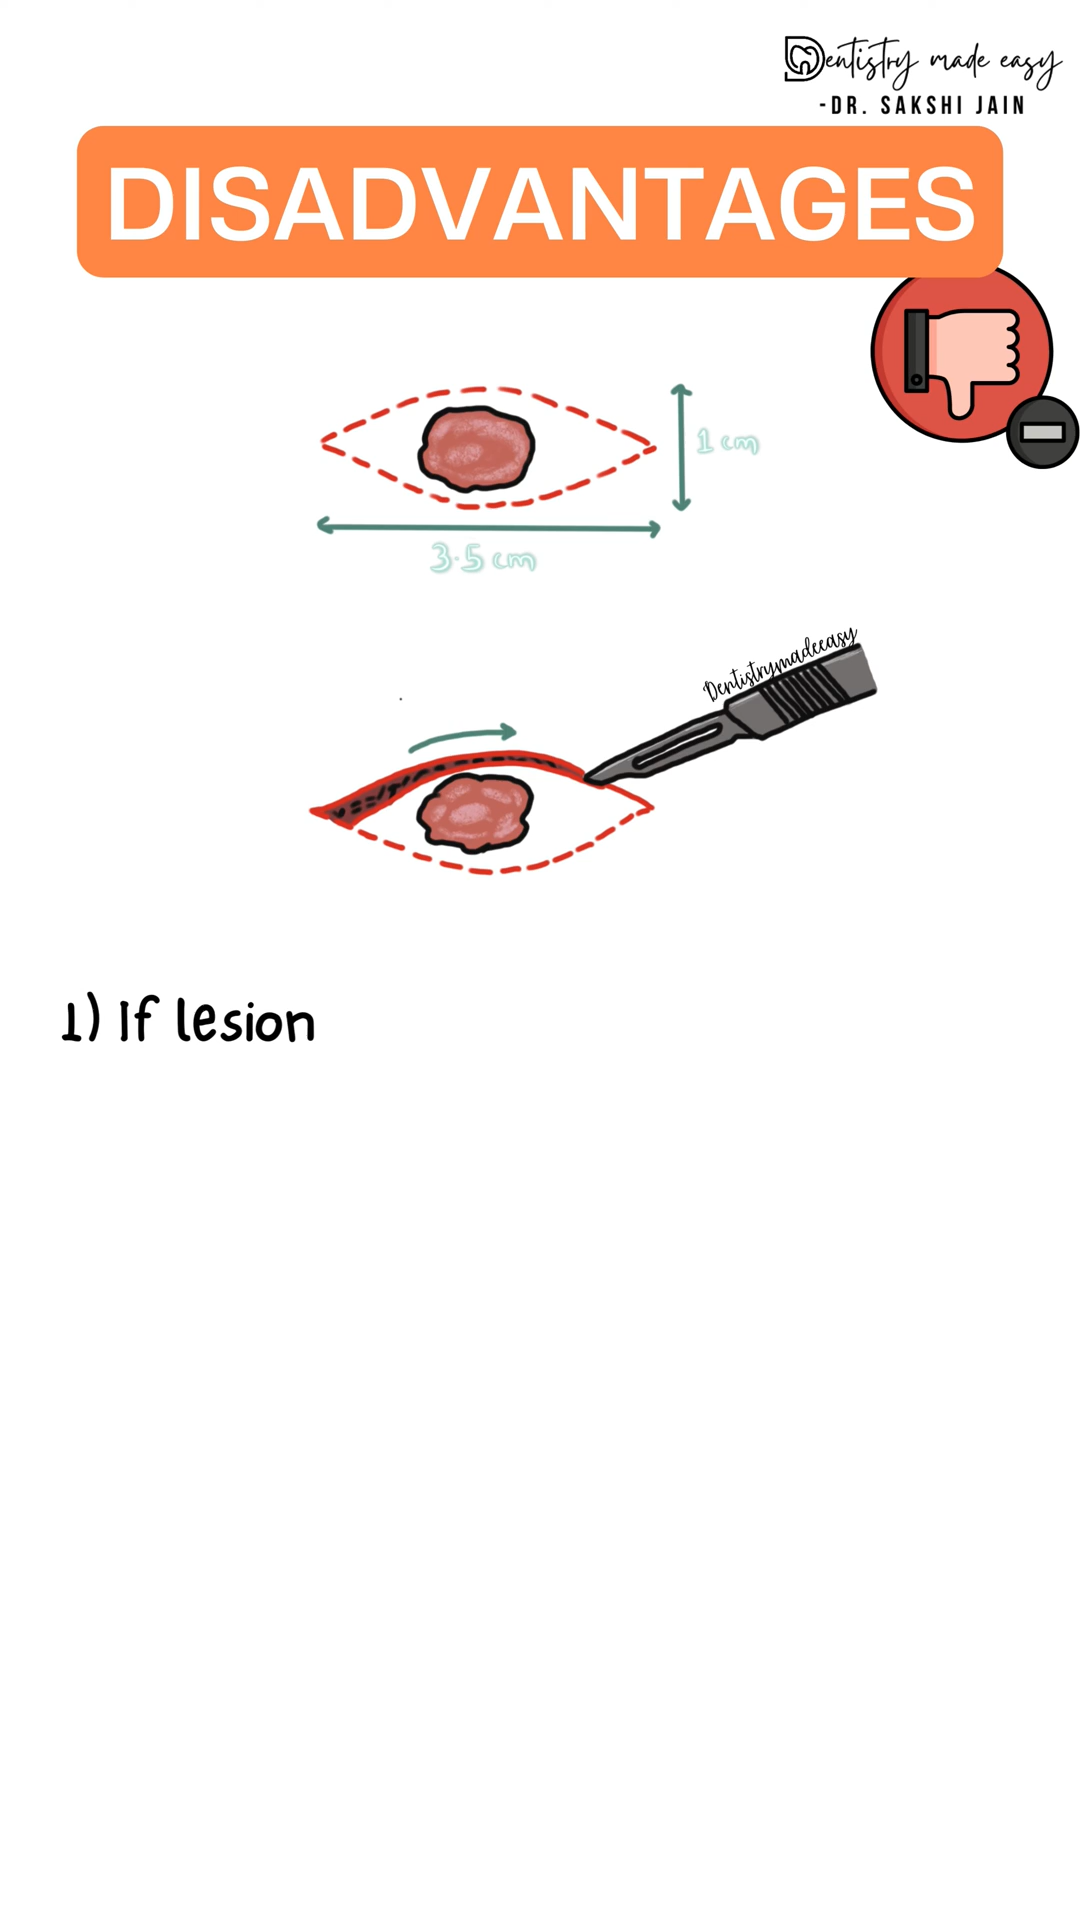 Dentistry made easy
-DR. SAKSHI JAIN
DISADVANTAGES
1 cm
3.5 cm
Dentistrymadeeasy
1) If lesion